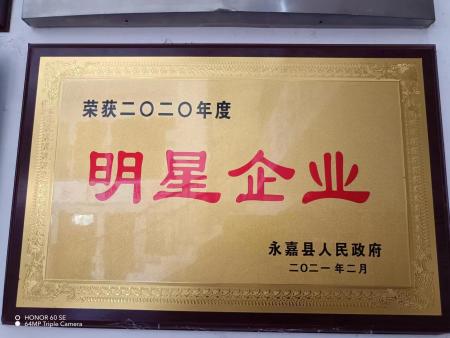 荣获二〇二〇年度
明星企业
永嘉县人民政府
二〇二一年二月
HONOR 60 SE
64MP Triple Camera